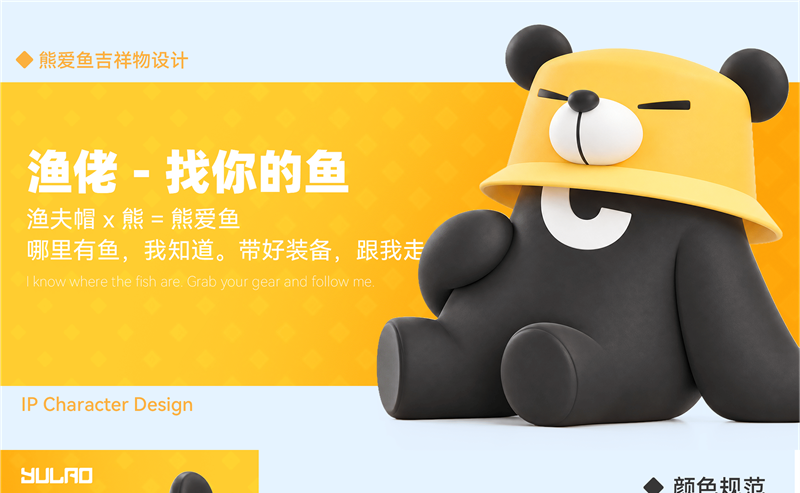 熊爱鱼吉祥物设计
渔佬 - 找你的鱼
渔夫帽 x 熊 = 熊爱鱼
哪里有鱼，我知道。带好装备，跟我走
I know where the fish are. Grab your gear and follow me.
IP Character Design
YULAO
颜色规范